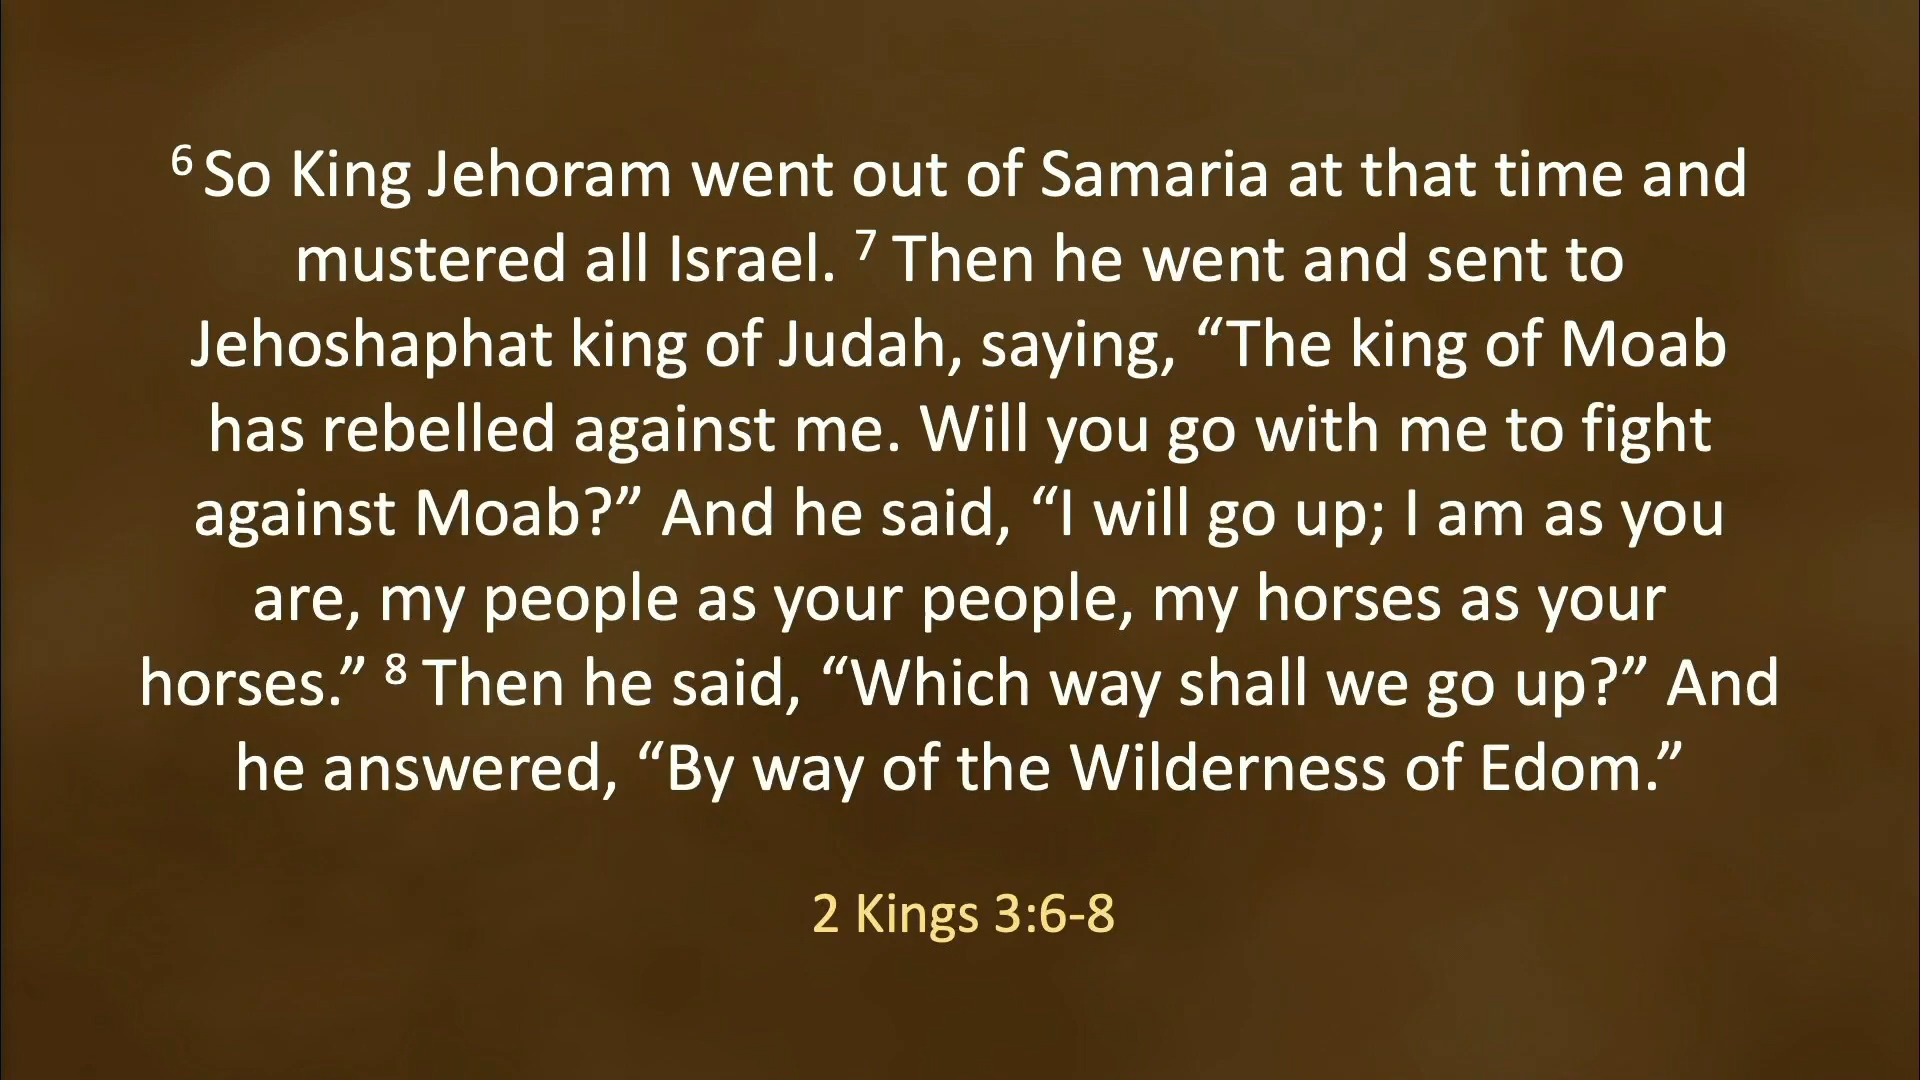 ⁶ So King Jehoram went out of Samaria at that time and
mustered all Israel. ⁷ Then he went and sent to
Jehoshaphat king of Judah, saying, “The king of Moab
has rebelled against me. Will you go with me to fight
against Moab?” And he said, “I will go up; I am as you
are, my people as your people, my horses as your
horses.” ⁸ Then he said, “Which way shall we go up?” And
he answered, “By way of the Wilderness of Edom.”
2 Kings 3:6-8